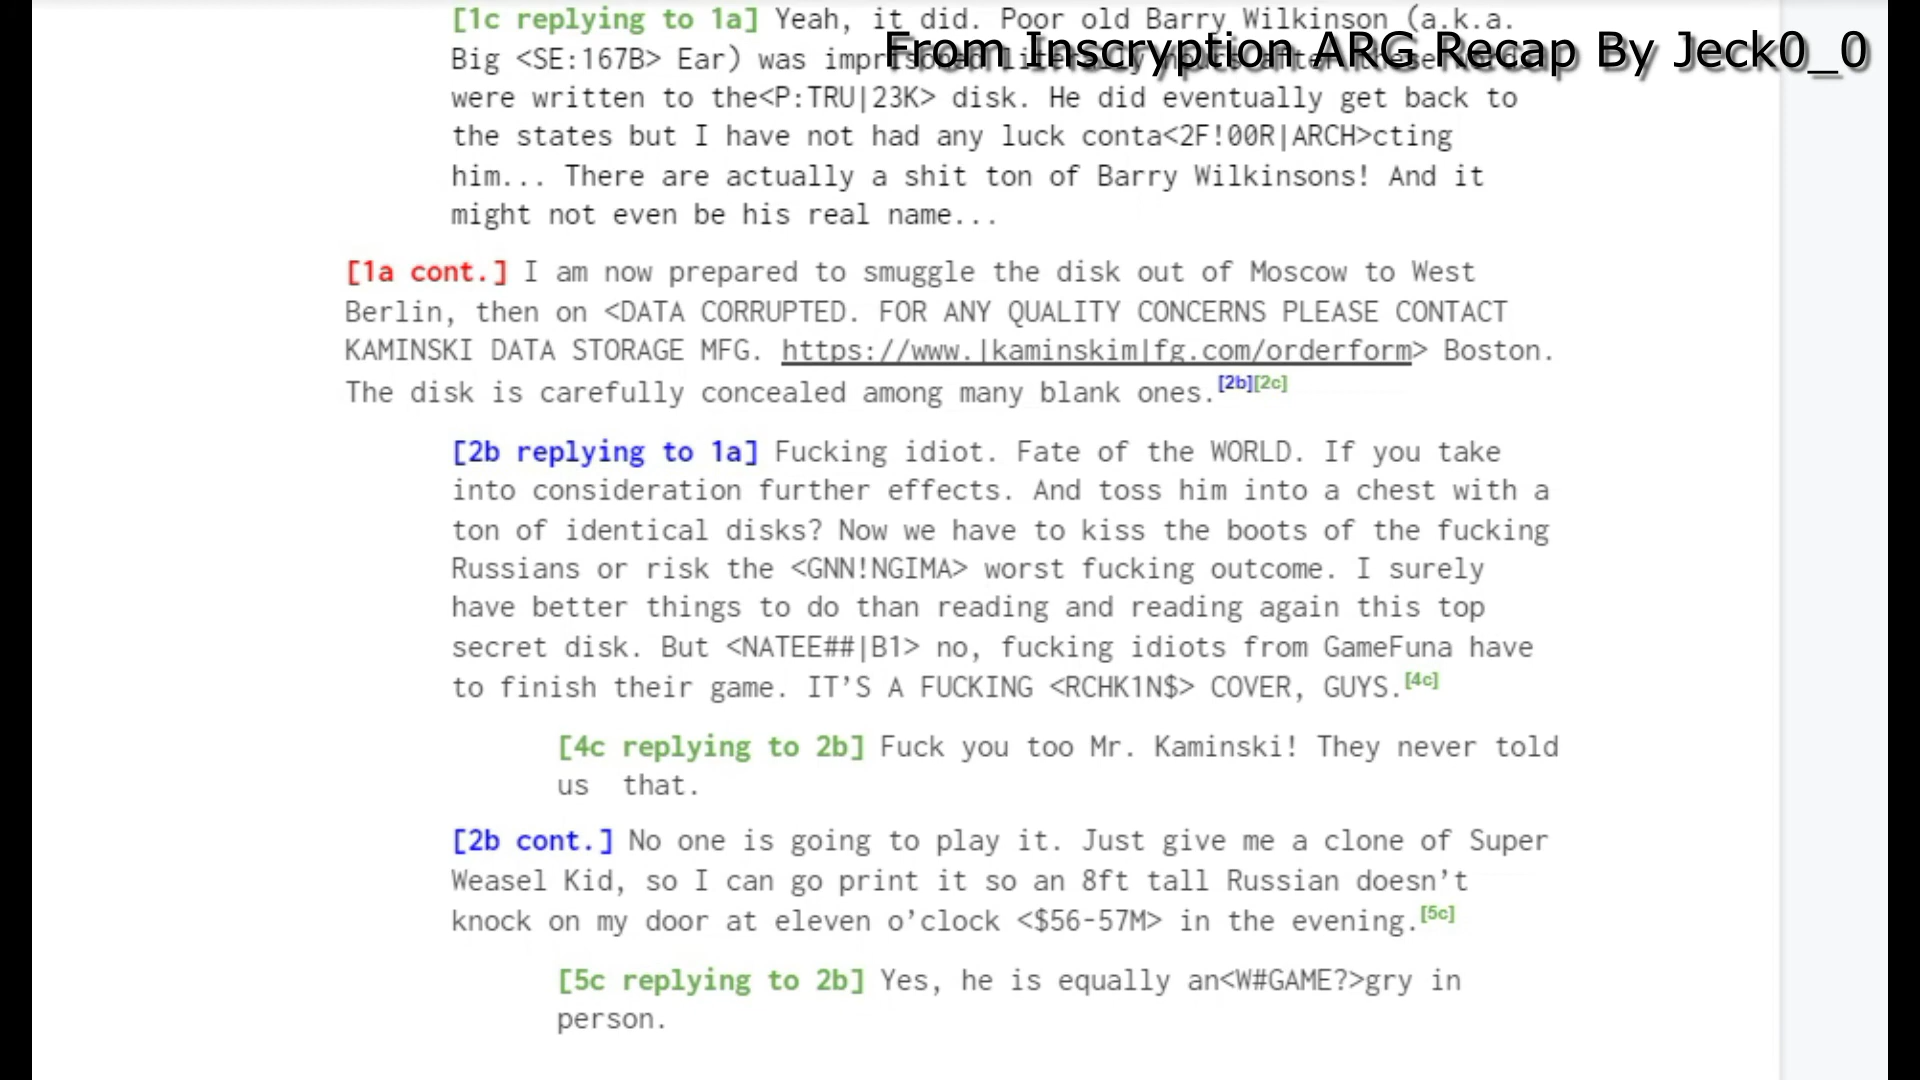 [1c replying to 1a] Yeah, it did. Poor old Barry Wilkinson (a.k.a.
From Inscryption ARG Recap By Jeck0_0
Big <SE:167B> Ear) was imprisoned literally
were written to the<P:TRU|23K> disk. He did eventually get back to
the states but I have not had any luck conta<2F!00R|ARCH>cting
him... There are actually a shit ton of Barry Wilkinsons! And it
might not even be his real name...
[1a cont.] I am now prepared to smuggle the disk out of Moscow to West
Berlin, then on <DATA CORRUPTED. FOR ANY QUALITY CONCERNS PLEASE CONTACT
KAMINSKI DATA STORAGE MFG. https://www.|kaminskim|fg.com/orderform> Boston.
The disk is carefully concealed among many blank ones.[2b][2c]
[2b replying to 1a] Fucking idiot. Fate of the WORLD. If you take
into consideration further effects. And toss him into a chest with a
ton of identical disks? Now we have to kiss the boots of the fucking
Russians or risk the <GNN!NGIMA> worst fucking outcome. I surely
have better things to do than reading and reading again this top
secret disk. But <NATEE##|B1> no, fucking idiots from GameFuna have
to finish their game. IT’S A FUCKING <RCHK1N$> COVER, GUYS.[4c]
[4c replying to 2b] Fuck you too Mr. Kaminski! They never told
us  that.
[2b cont.] No one is going to play it. Just give me a clone of Super
Weasel Kid, so I can go print it so an 8ft tall Russian doesn’t
knock on my door at eleven o’clock <$56-57M> in the evening.[5c]
[5c replying to 2b] Yes, he is equally an<W#GAME?>gry in
person.